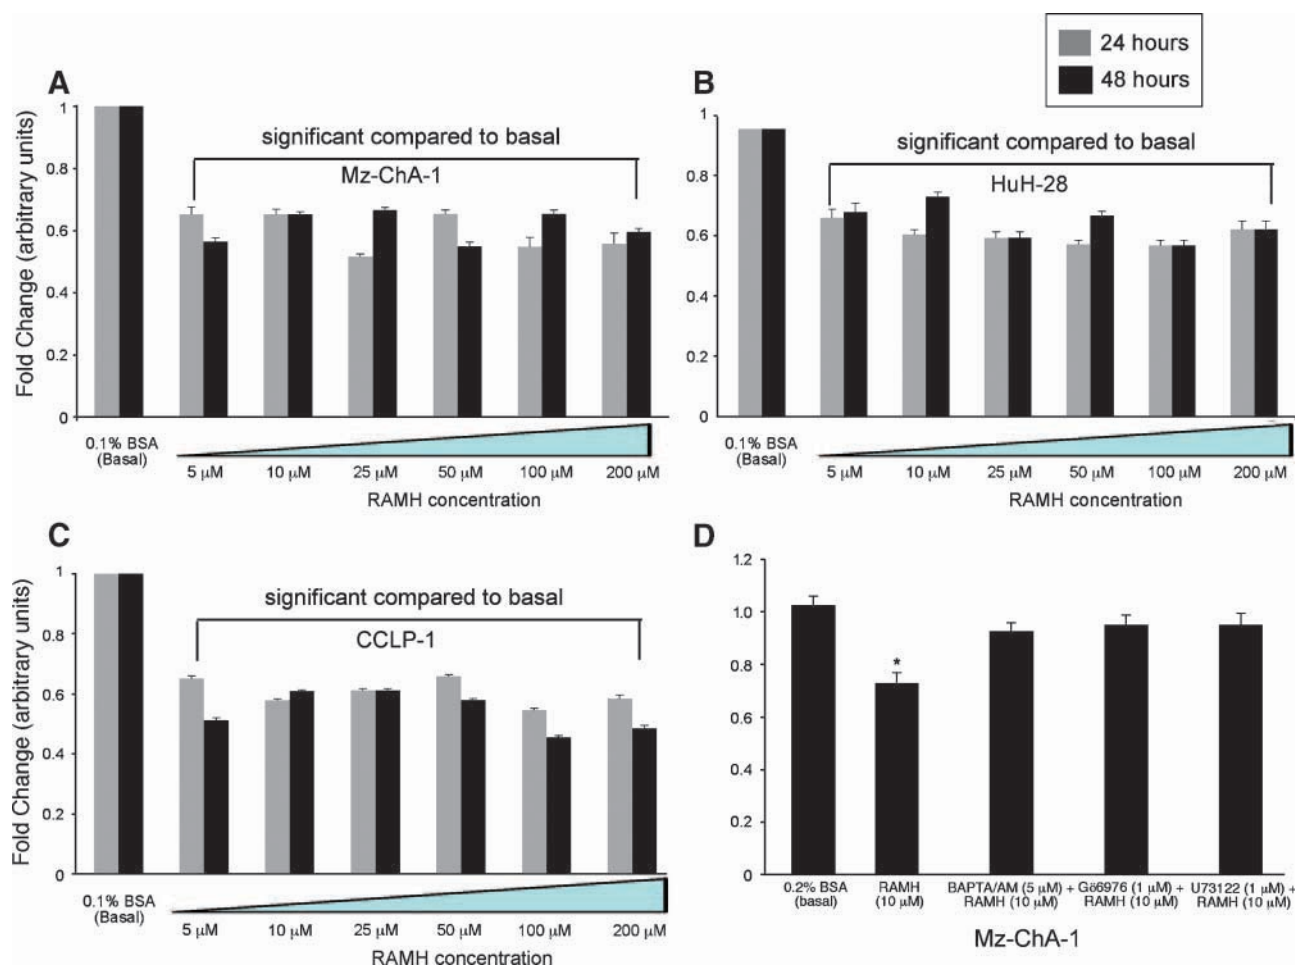 24 hours
48 hours
A
Fold Change (arbitrary units)
1
0.8
0.6
0.4
0.2
0
significant compared to basal
Mz-ChA-1
0.1% BSA
(Basal)
5 µM 10 µM 25 µM 50 µM 100 µM 200 µM
RAMH concentration
B
1
0.8
0.6
0.4
0.2
0
significant compared to basal
HuH-28
0.1% BSA
(Basal)
5 µM 10 µM 25 µM 50 µM 100 µM 200 µM
RAMH concentration
C
Fold Change (arbitrary units)
1
0.8
0.6
0.4
0.2
0
significant compared to basal
CCLP-1
0.1% BSA
(Basal)
5 µM 10 µM 25 µM 50 µM 100 µM 200 µM
RAMH concentration
D
1.2
1.0
0.8
0.6
0.4
0.2
0
*
0.2% BSA
(basal)
RAMH
(10 µM)
BAPTA/AM (5 µM) +
RAMH (10 µM)
Gö6976 (1 µM) +
RAMH (10 µM)
U73122 (1 µM) +
RAMH (10 µM)
Mz-ChA-1